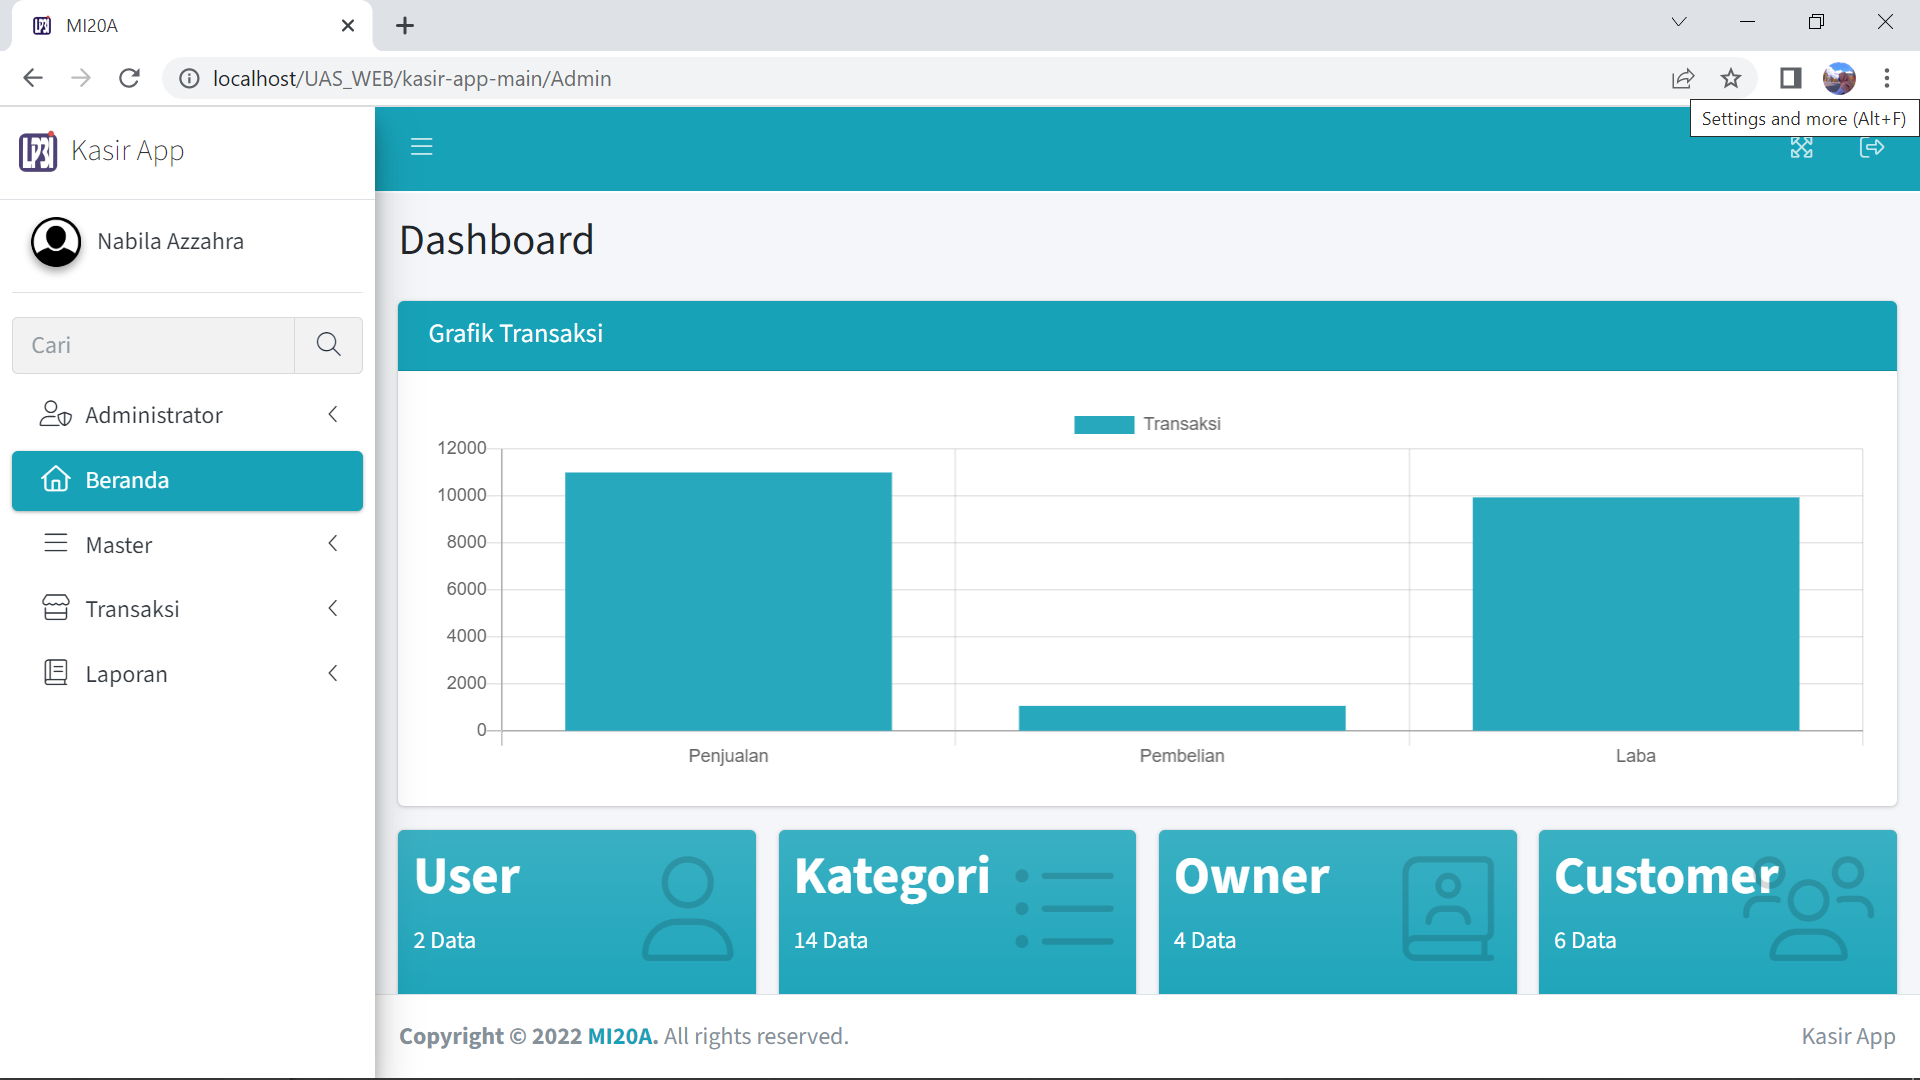 MI20A
localhost/UAS_WEB/kasir-app-main/Admin
Settings and more (Alt+F)
LP3I Kasir App
Nabila Azzahra
Cari
Administrator
Beranda
Master
Transaksi
Laporan
Dashboard
Grafik Transaksi
Transaksi
12000
10000
8000
6000
4000
2000
0
Penjualan
Pembelian
Laba
User
2 Data
Kategori
14 Data
Owner
4 Data
Customer
6 Data
Copyright © 2022 MI20A. All rights reserved.
Kasir App